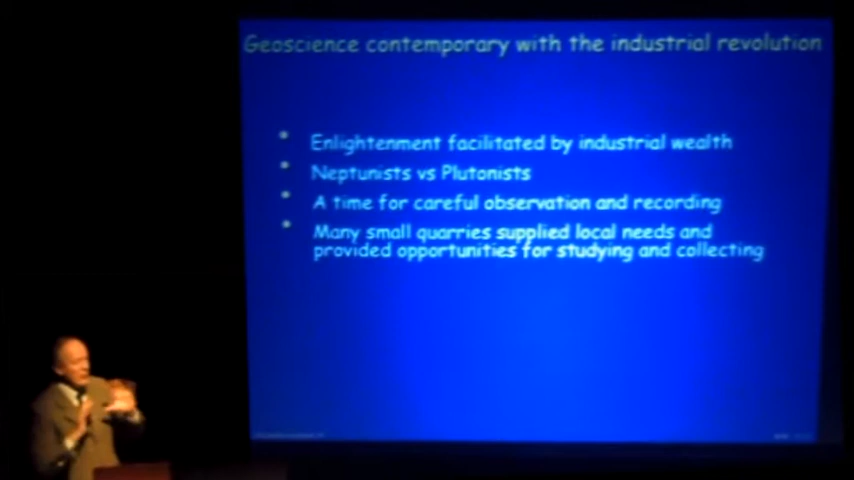 Geoscience contemporary with the industrial revolution
• Enlightenment facilitated by industrial wealth
• Neptunists vs Plutonists
• A time for careful observation and recording
• Many small quarries supplied local needs and
provided opportunities for studying and collecting